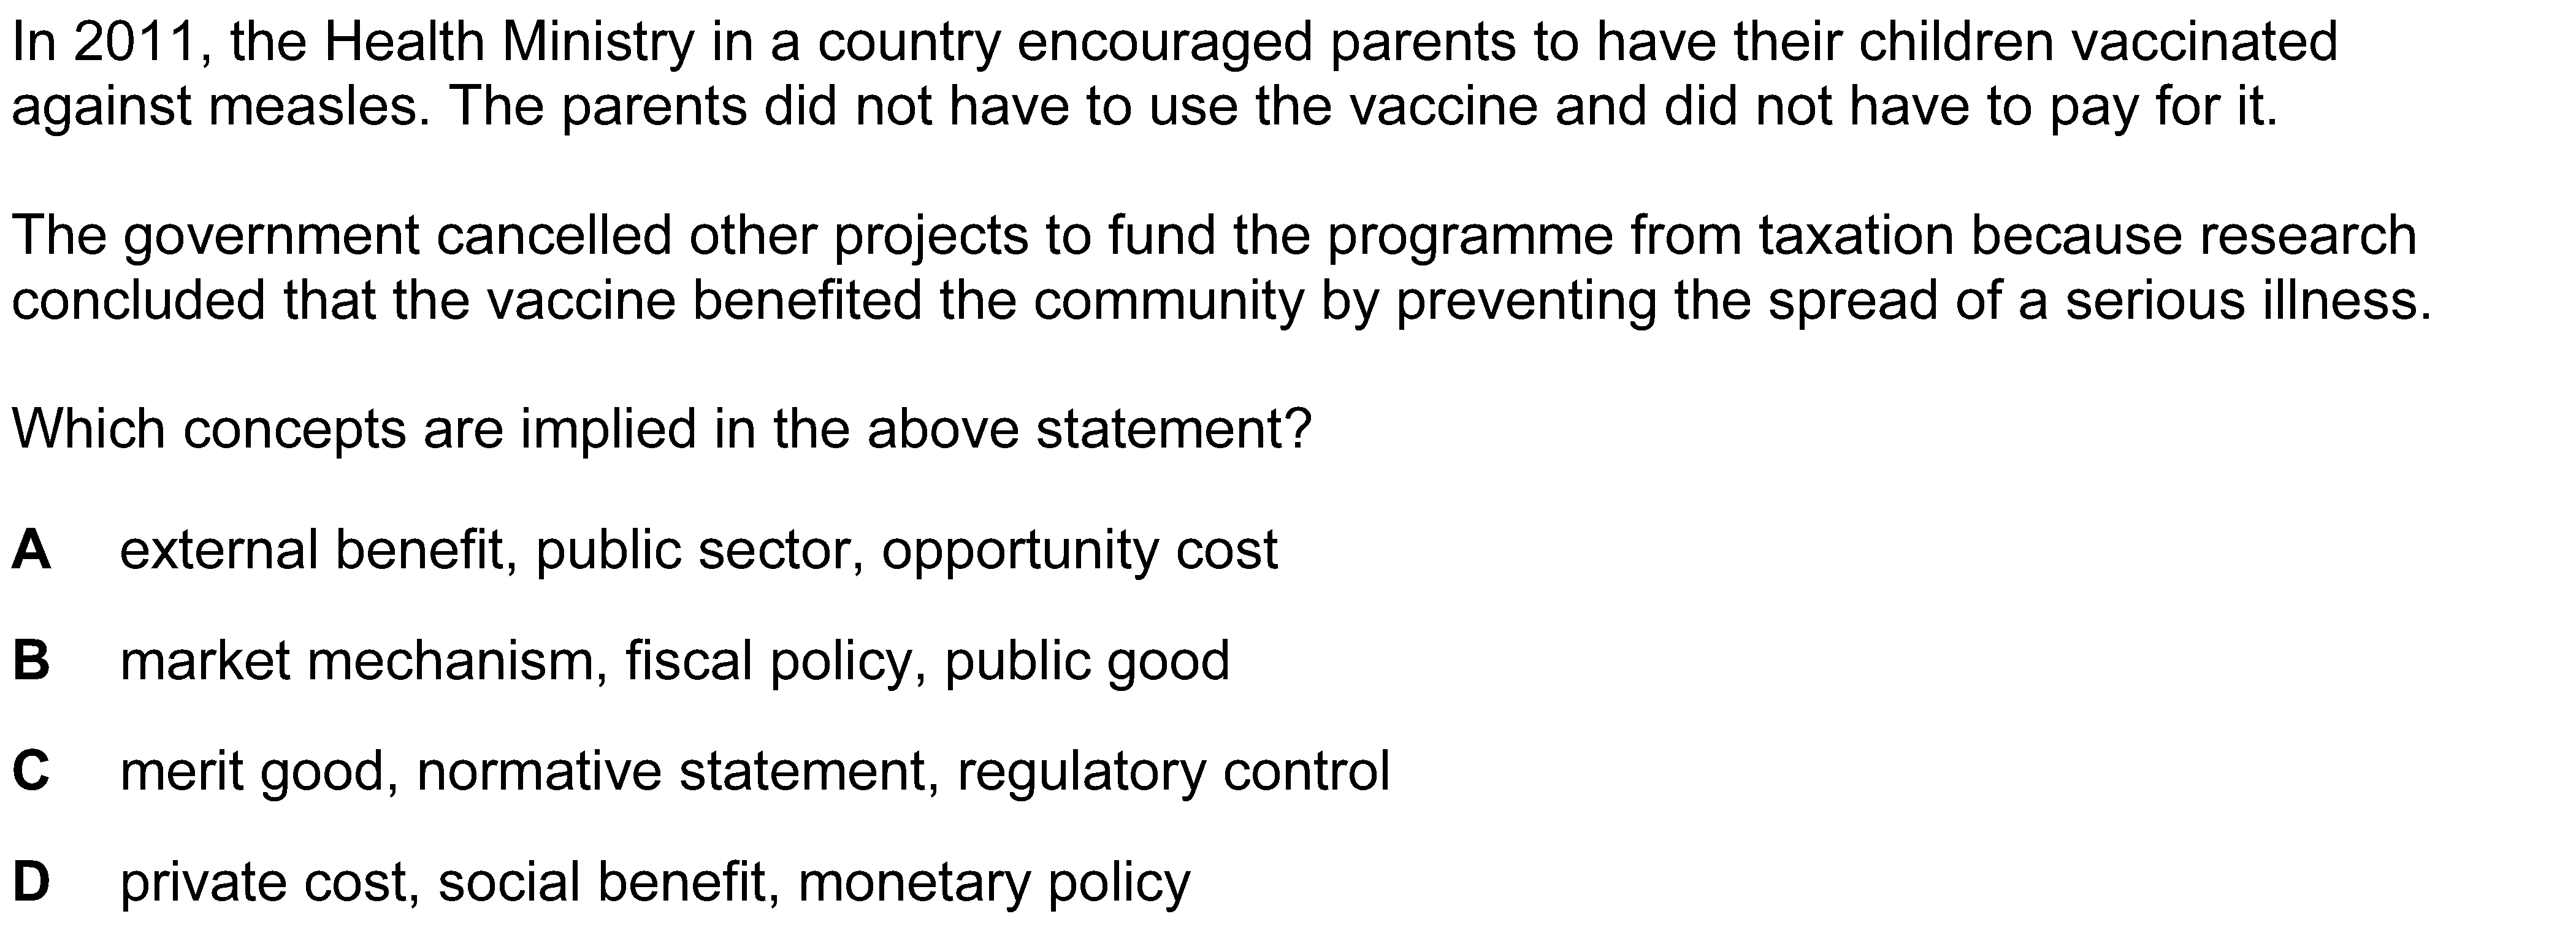 In 2011, the Health Ministry in a country encouraged parents to have their children vaccinated
against measles. The parents did not have to use the vaccine and did not have to pay for it.
The government cancelled other projects to fund the programme from taxation because research
concluded that the vaccine benefited the community by preventing the spread of a serious illness.
Which concepts are implied in the above statement?
A external benefit, public sector, opportunity cost
B market mechanism, fiscal policy, public good
C merit good, normative statement, regulatory control
D private cost, social benefit, monetary policy